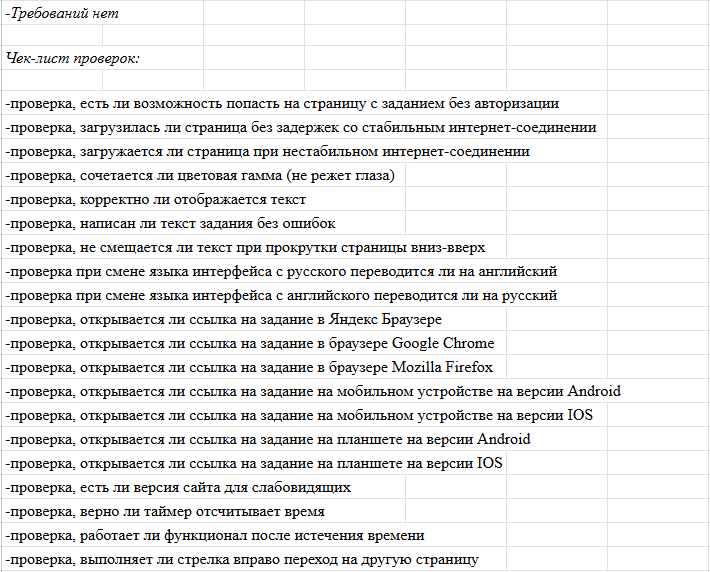 -Требований нет
Чек-лист проверок:
-проверка, есть ли возможность попасть на страницу с заданием без авторизации
-проверка, загрузилась ли страница без задержек со стабильным интернет-соединении
-проверка, загружается ли страница при нестабильном интернет-соединении
-проверка, сочетается ли цветовая гамма (не режет глаза)
-проверка, корректно ли отображается текст
-проверка, написан ли текст задания без ошибок
-проверка, не смещается ли текст при прокрутки страницы вниз-вверх
-проверка при смене языка интерфейса с русского переводится ли на английский
-проверка при смене языка интерфейса с английского переводится ли на русский
-проверка, открывается ли ссылка на задание в Яндекс Браузере
-проверка, открывается ли ссылка на задание в браузере Google Chrome
-проверка, открывается ли ссылка на задание в браузере Mozilla Firefox
-проверка, открывается ли ссылка на задание на мобильном устройстве на версии Android
-проверка, открывается ли ссылка на задание на мобильном устройстве на версии IOS
-проверка, открывается ли ссылка на задание на планшете на версии Android
-проверка, открывается ли ссылка на задание на планшете на версии IOS
-проверка, есть ли версия сайта для слабовидящих
-проверка, верно ли таймер отсчитывает время
-проверка, работает ли функционал после истечения времени
-проверка, выполняет ли стрелка вправо переход на другую страницу